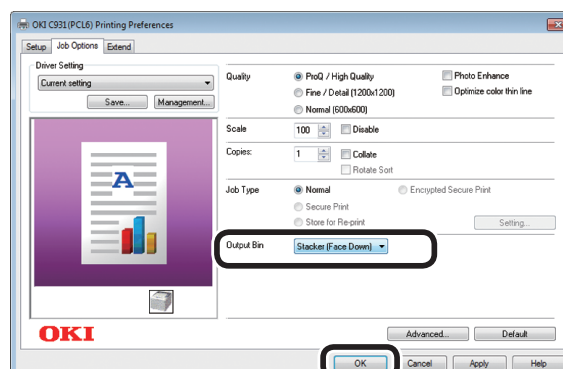 OKI C931(PCL6) Printing Preferences
Setup Job Options Extend
Driver Setting
Current setting
Save... Management...
A
OKI
Quality ProQ / High Quality Photo Enhance
Fine / Detail (1200x1200) Optimize color thin line
Normal (600x600)
Scale 100 Disable
Copies: 1 Collate
Rotate Sort
Job Type Normal Encrypted Secure Print
Secure Print
Store for Re-print Setting...
Output Bin Stacker (Face Down)
Advanced... Default
OK Cancel Apply Help